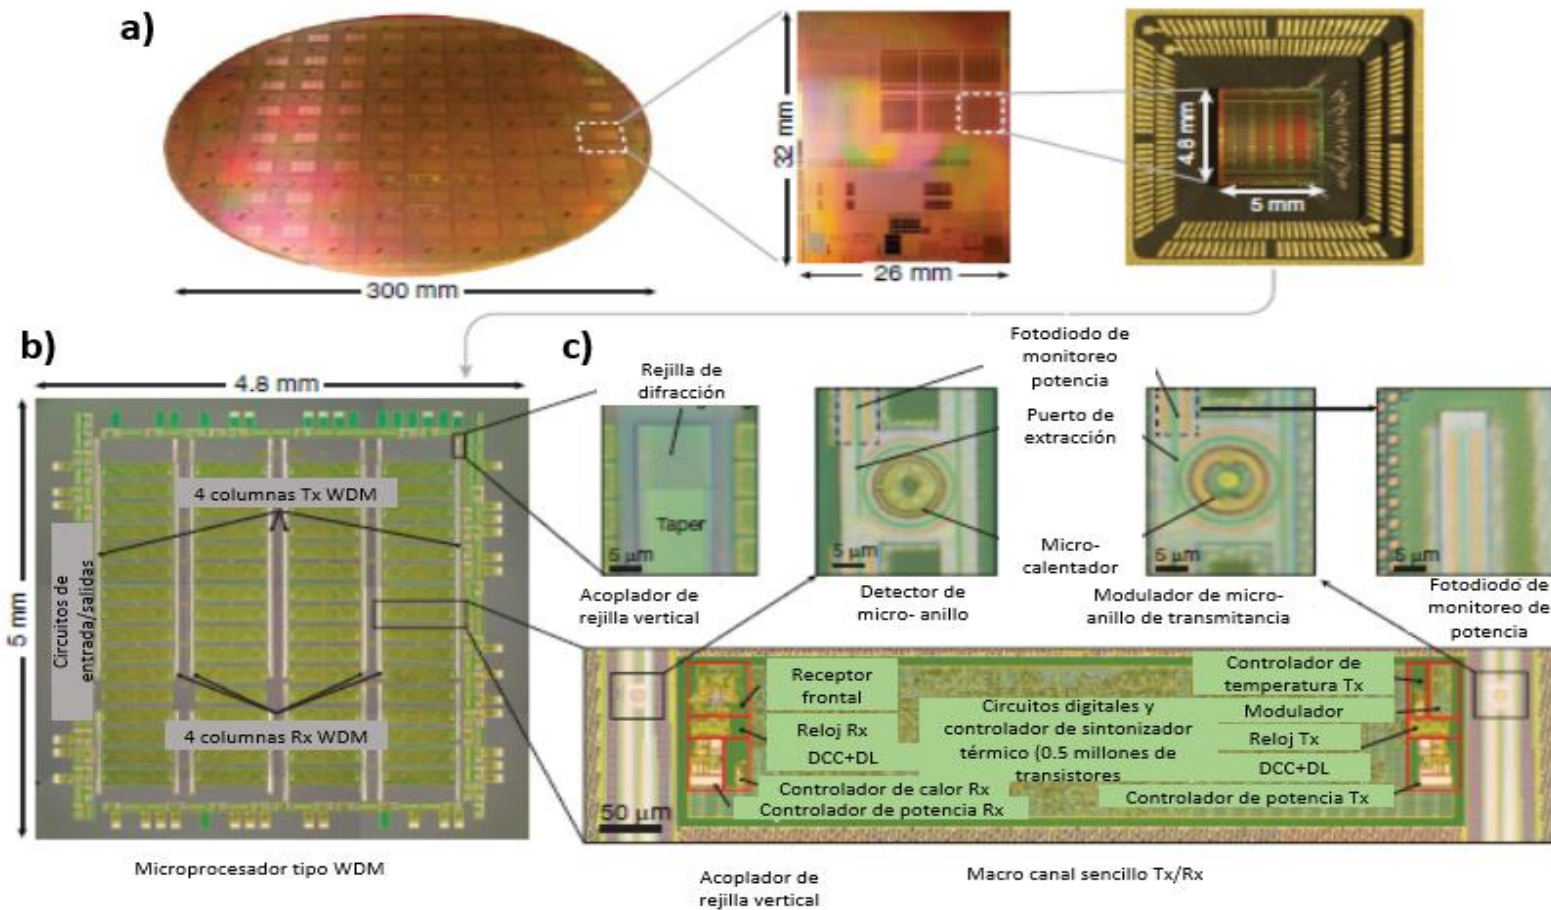 a)
32 mm
4.8 mm
5 mm
26 mm
300 mm
b)
4.8 mm
5 mm
4 columnas Tx WDM
Circuitos de
entrada/salidas
4 columnas Rx WDM
Microprocesador tipo WDM
c)
Rejilla de
difracción
Fotodiodo de
monitoreo
potencia
Puerto de
extracción
Taper
Micro-
calentador
5 µm
5 µm
5 µm
5 µm
Acoplador de
rejilla vertical
Detector de
micro- anillo
Modulador de micro-
anillo de transmitancia
Fotodiodo de
monitoreo de
potencia
Receptor
frontal
Reloj Rx
DCC+DL
Controlador de calor Rx
Controlador de potencia Rx
Circuitos digitales y
controlador de sintonizador
térmico (0.5 millones de
transistores
Controlador de
temperatura Tx
Modulador
Reloj Tx
DCC+DL
Controlador de potencia Tx
50 µm
Acoplador de
rejilla vertical
Macro canal sencillo Tx/Rx